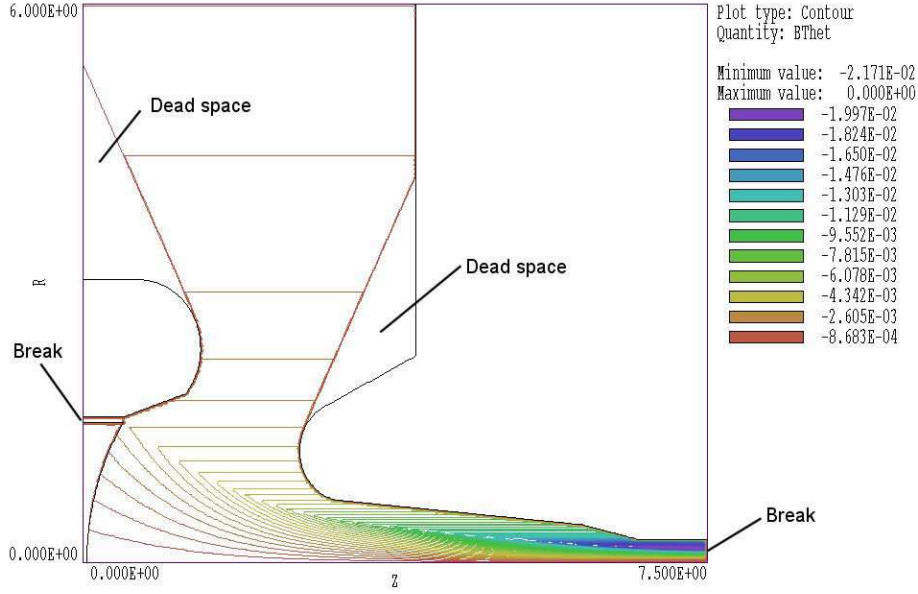 6.000E+00
Plot type: Contour
Quantity: BThet
Minimum value: -2.171E-02
Maximum value: 0.000E+00
-1.997E-02
-1.824E-02
-1.650E-02
-1.476E-02
-1.303E-02
-1.129E-02
-9.552E-03
-7.815E-03
-6.078E-03
-4.342E-03
-2.605E-03
-8.683E-04
Dead space
Dead space
R
Break
Break
0.000E+00
0.000E+00
Z
7.500E+00